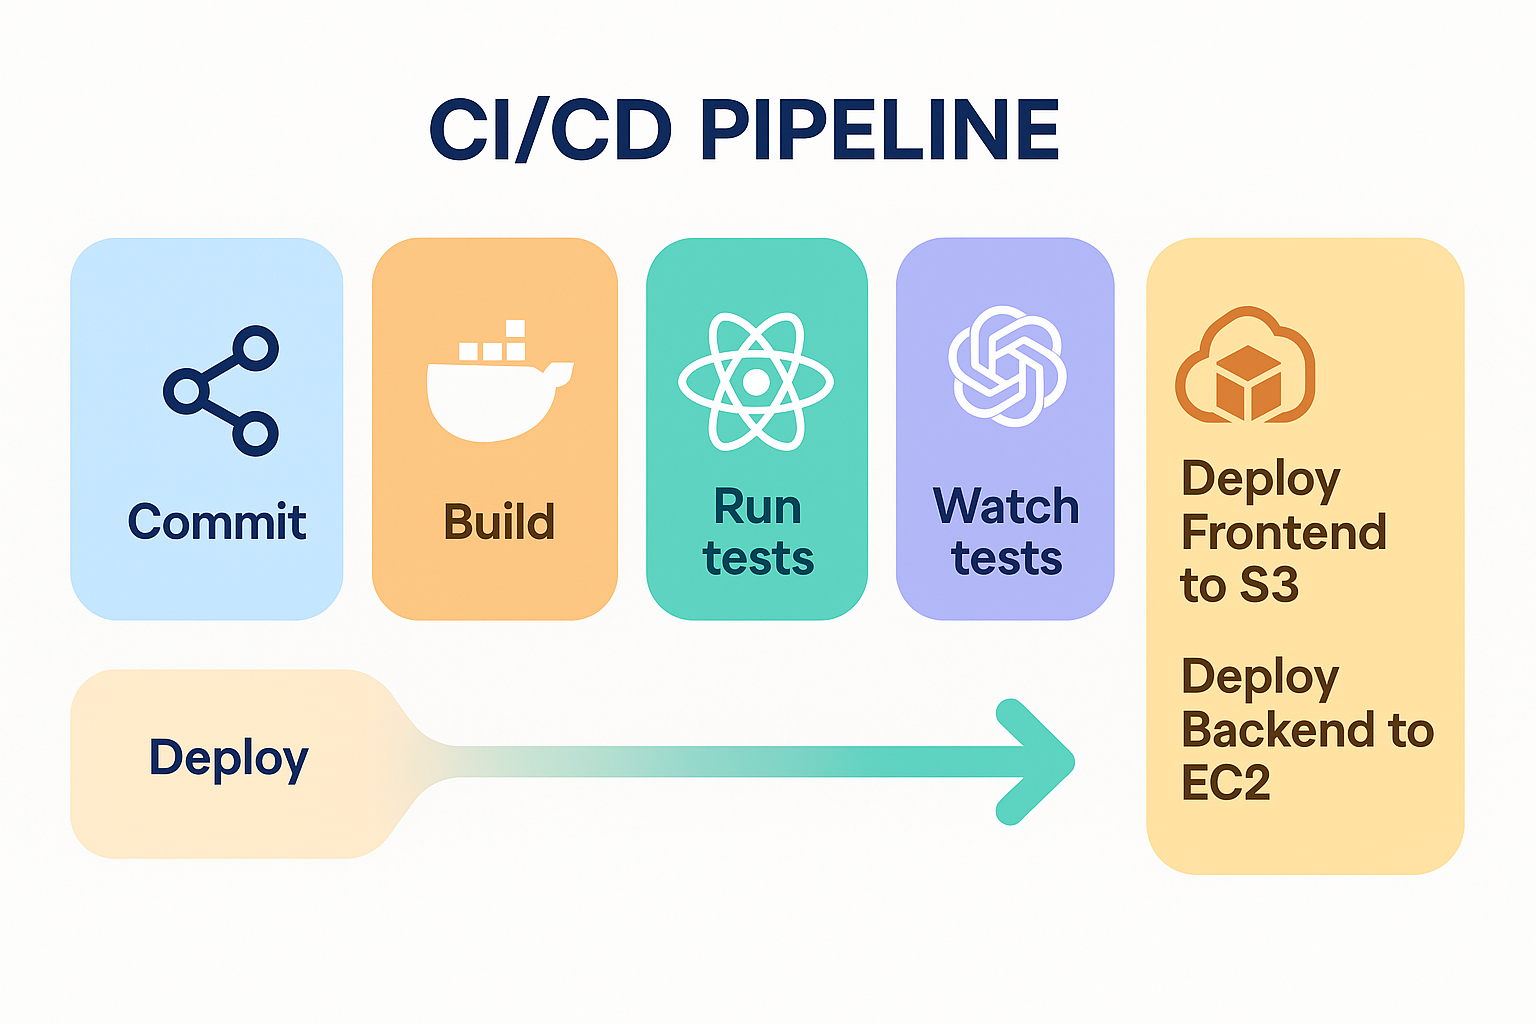 CI/CD PIPELINE
Commit
Build
Run
tests
Watch
tests
Deploy
Frontend
to S3
Deploy
Backend to
EC2
Deploy